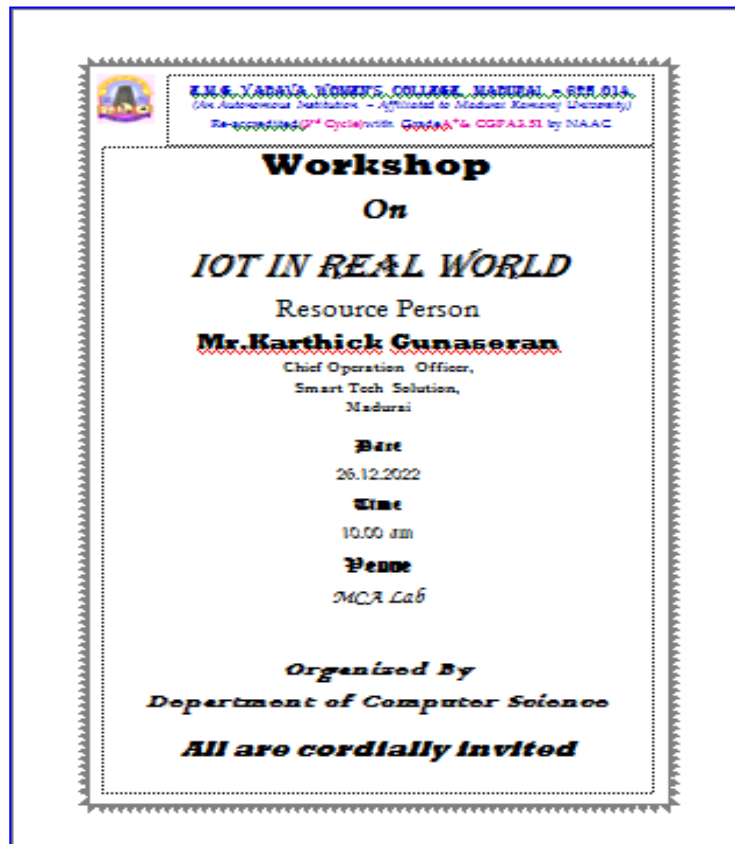 YADAVA WOMEN'S COLLEGE, MADURAI – 625 014.
(An Autonomous Institution – Affiliated to Madurai Kamaraj University)
Re-accredited(3rd Cycle)with GradeA+& CGPA3.51 by NAAC
Workshop
On
IOT IN REAL WORLD
Resource Person
Mr.Karthick Gunaseran
Chief Operation Officer,
Smart Tech Solution,
Madurai
Date
26.12.2022
Time
10.00 am
Venue
MCA Lab
Organized By
Department of Computer Science
All are cordially invited